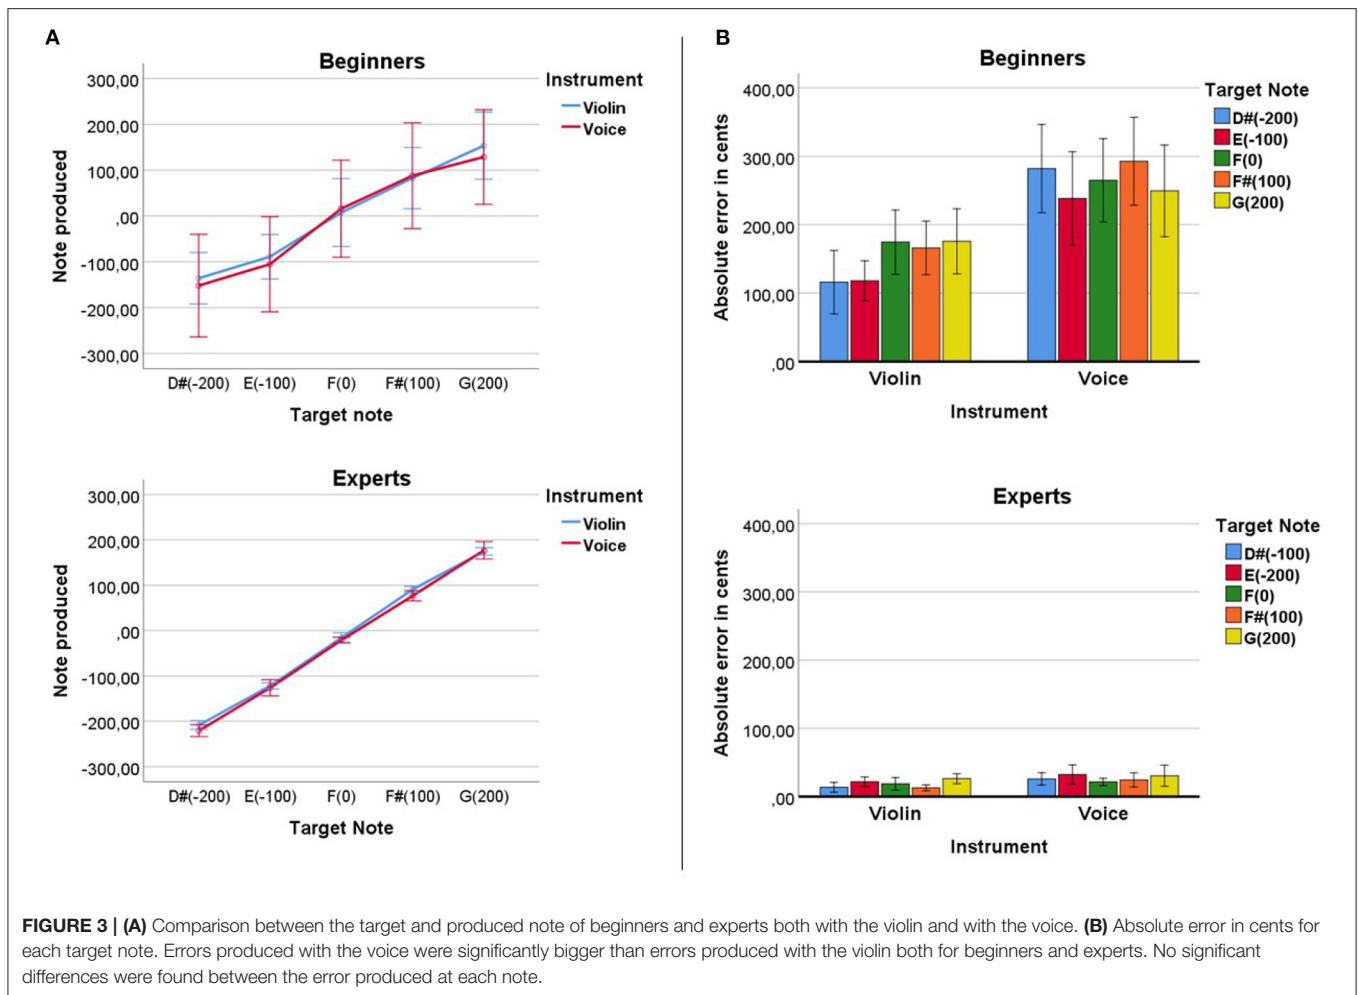 A
Beginners
300,00
200,00
100,00
,00
-100,00
-200,00
-300,00
Note produced
D#(-200) E(-100) F(0) F#(100) G(200)
Target note
Instrument
Violin
Voice
Experts
300,00
200,00
100,00
,00
-100,00
-200,00
-300,00
Note produced
D#(-200) E(-100) F(0) F#(100) G(200)
Target Note
Instrument
Violin
Voice
B
Beginners
400,00
300,00
200,00
100,00
,00
Absolute error in cents
Violin Voice
Instrument
Target Note
D#(-200)
E(-100)
F(0)
F#(100)
G(200)
Experts
400,00
300,00
200,00
100,00
,00
Absolute error in cents
Violin Voice
Instrument
Target Note
D#(-100)
E(-200)
F(0)
F#(100)
G(200)
FIGURE 3 | (A) Comparison between the target and produced note of beginners and experts both with the violin and with the voice. (B) Absolute error in cents for
each target note. Errors produced with the voice were significantly bigger than errors produced with the violin both for beginners and experts. No significant
differences were found between the error produced at each note.